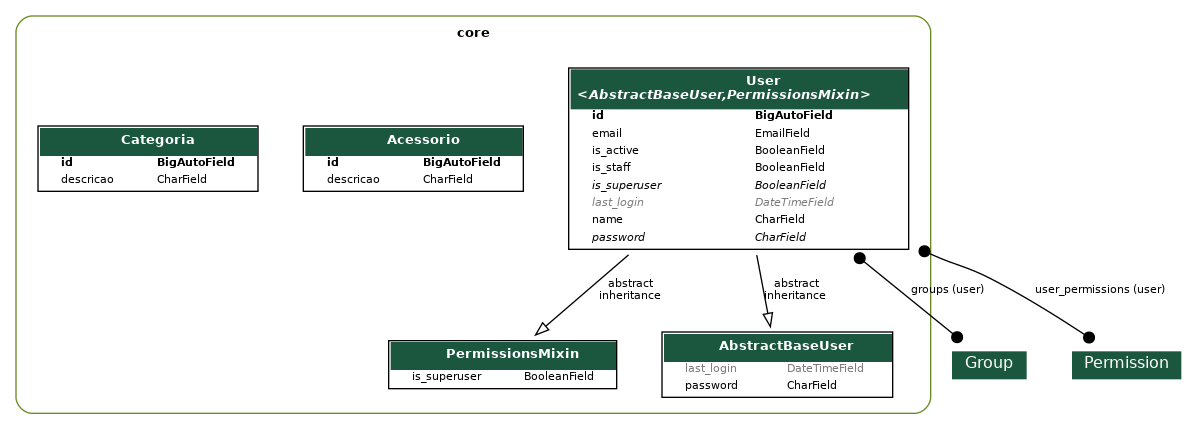 core
Categoria
id BigAutoField
descricao CharField
Acessorio
id BigAutoField
descricao CharField
User
<AbstractBaseUser,PermissionsMixin>
id BigAutoField
email EmailField
is_active BooleanField
is_staff BooleanField
is_superuser BooleanField
last_login DateTimeField
name CharField
password CharField
abstract
inheritance
abstract
inheritance
groups (user)
user_permissions (user)
PermissionsMixin
is_superuser BooleanField
AbstractBaseUser
last_login DateTimeField
password CharField
Group
Permission